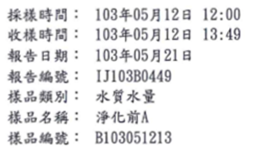 採樣時間： 103年05月12日 12:00
收樣時間： 103年05月12日 13:49
報告日期： 103年05月21日
報告編號： IJ103B0449
樣品類別： 水質水量
樣品名稱： 淨化前A
樣品編號： B103051213